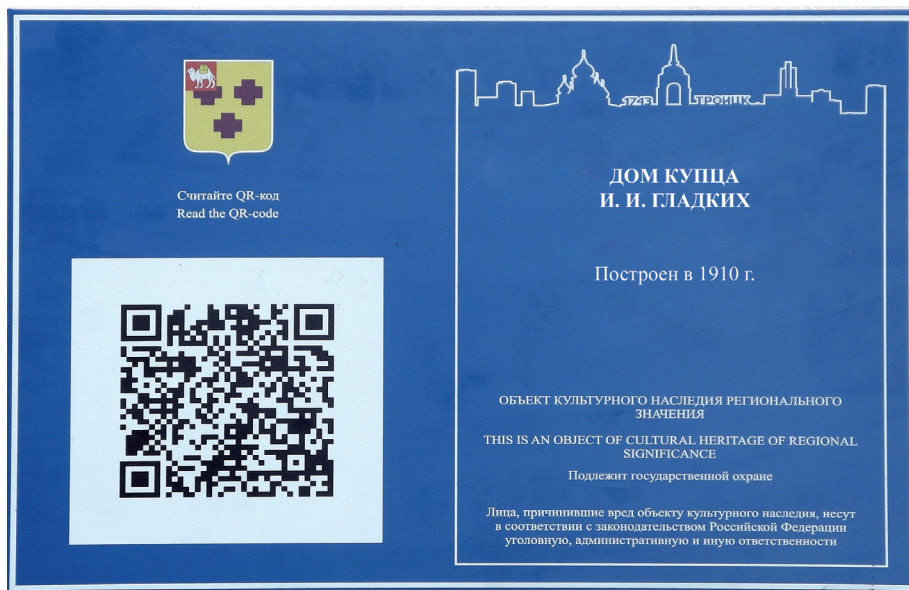 Считайте QR-код
Read the QR-code
1743 ТРОИЦК
ДОМ КУПЦА
И. И. ГЛАДКИХ
Построен в 1910 г.
ОБЪЕКТ КУЛЬТУРНОГО НАСЛЕДИЯ РЕГИОНАЛЬНОГО
ЗНАЧЕНИЯ
THIS IS AN OBJECT OF CULTURAL HERITAGE OF REGIONAL
SIGNIFICANCE
Подлежит государственной охране
Лица, причинившие вред объекту культурного наследия, несут
в соответствии с законодательством Российской Федерации
уголовную, административную и иную ответственности